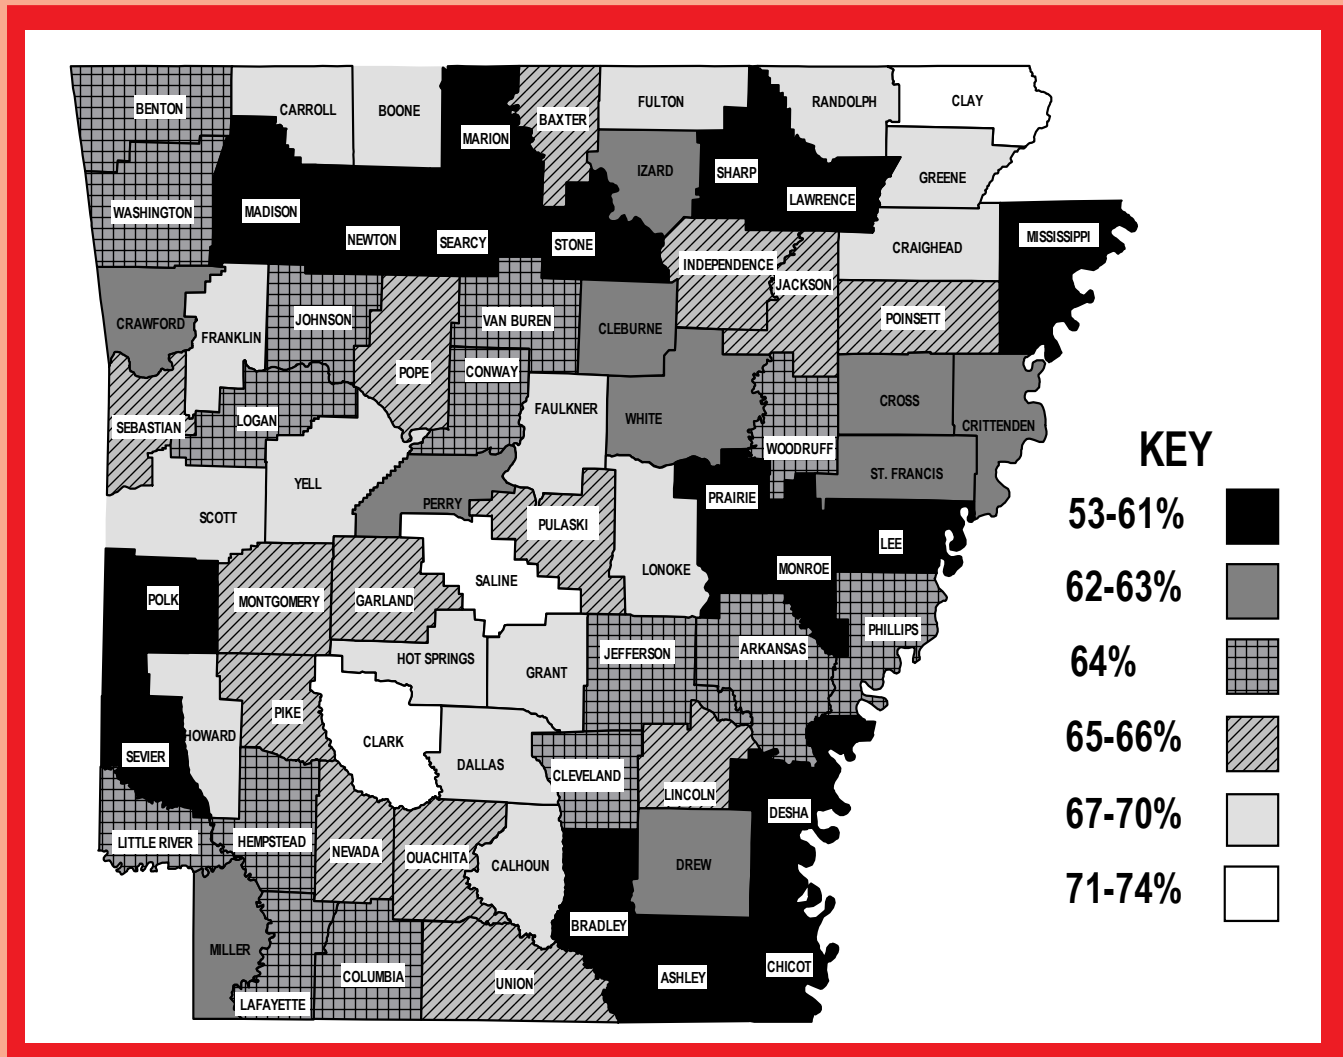 BENTON
CARROLL
BOONE
MARION
BAXTER
FULTON
RANDOLPH
CLAY
IZARD
SHARP
LAWRENCE
GREENE
WASHINGTON
MADISON
NEWTON
SEARCY
STONE
INDEPENDENCE
JACKSON
CRAIGHEAD
MISSISSIPPI
CRAWFORD
FRANKLIN
JOHNSON
POPE
VAN BUREN
CONWAY
CLEBURNE
POINSETT
SEBASTIAN
LOGAN
FAULKNER
WHITE
WOODRUFF
CROSS
CRITTENDEN
ST. FRANCIS
SCOTT
YELL
PERRY
PULASKI
PRAIRIE
LONOKE
MONROE
LEE
SALINE
POLK
MONTGOMERY
GARLAND
HOT SPRINGS
GRANT
JEFFERSON
ARKANSAS
PHILLIPS
SEVIER
HOWARD
PIKE
CLARK
DALLAS
CLEVELAND
LINCOLN
DESHA
LITTLE RIVER
HEMPSTEAD
NEVADA
OUACHITA
CALHOUN
BRADLEY
DREW
MILLER
LAFAYETTE
COLUMBIA
UNION
ASHLEY
CHICOT
KEY
53-61%
62-63%
64%
65-66%
67-70%
71-74%